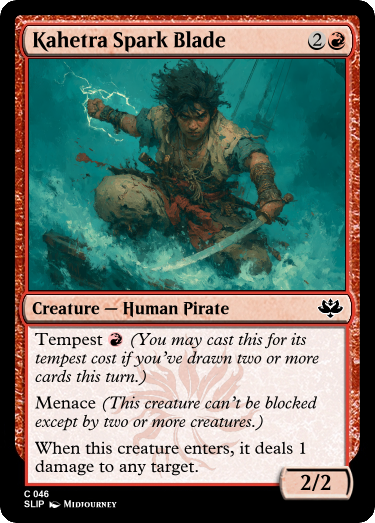 Kahetra Spark Blade 2
Creature — Human Pirate
Tempest (You may cast this for its
tempest cost if you've drawn two or more
cards this turn.)
Menace (This creature can't be blocked
except by two or more creatures.)
When this creature enters, it deals 1
damage to any target.
2/2
C 046
SLIP Midjourney